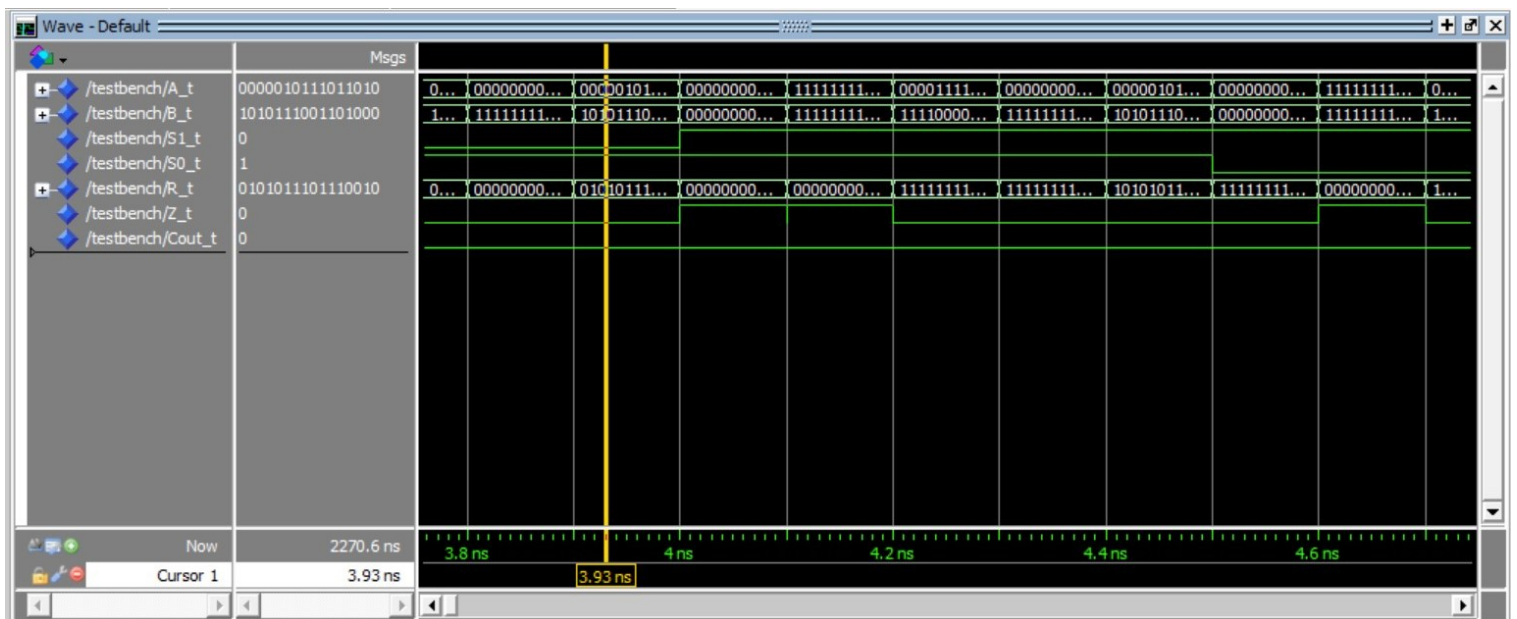 Wave - Default
Msgs
/testbench/A_t 0000010111011010 0... 00000000... 00000101... 00000000... 11111111... 00001111... 00000000... 00000101... 00000000... 11111111... 0...
/testbench/B_t 1010111001101000 1... 11111111... 10101110... 00000000... 11111111... 11110000... 11111111... 10101110... 00000000... 11111111... 1...
/testbench/S1_t 0
/testbench/S0_t 1
/testbench/R_t 0101011101110010 0... 00000000... 01010111... 00000000... 00000000... 11111111... 11111111... 10101011... 11111111... 00000000... 1...
/testbench/Z_t 0
/testbench/Cout_t 0
Now 2270.6 ns 3.8 ns 4 ns 4.2 ns 4.4 ns 4.6 ns
Cursor 1 3.93 ns 3.93 ns